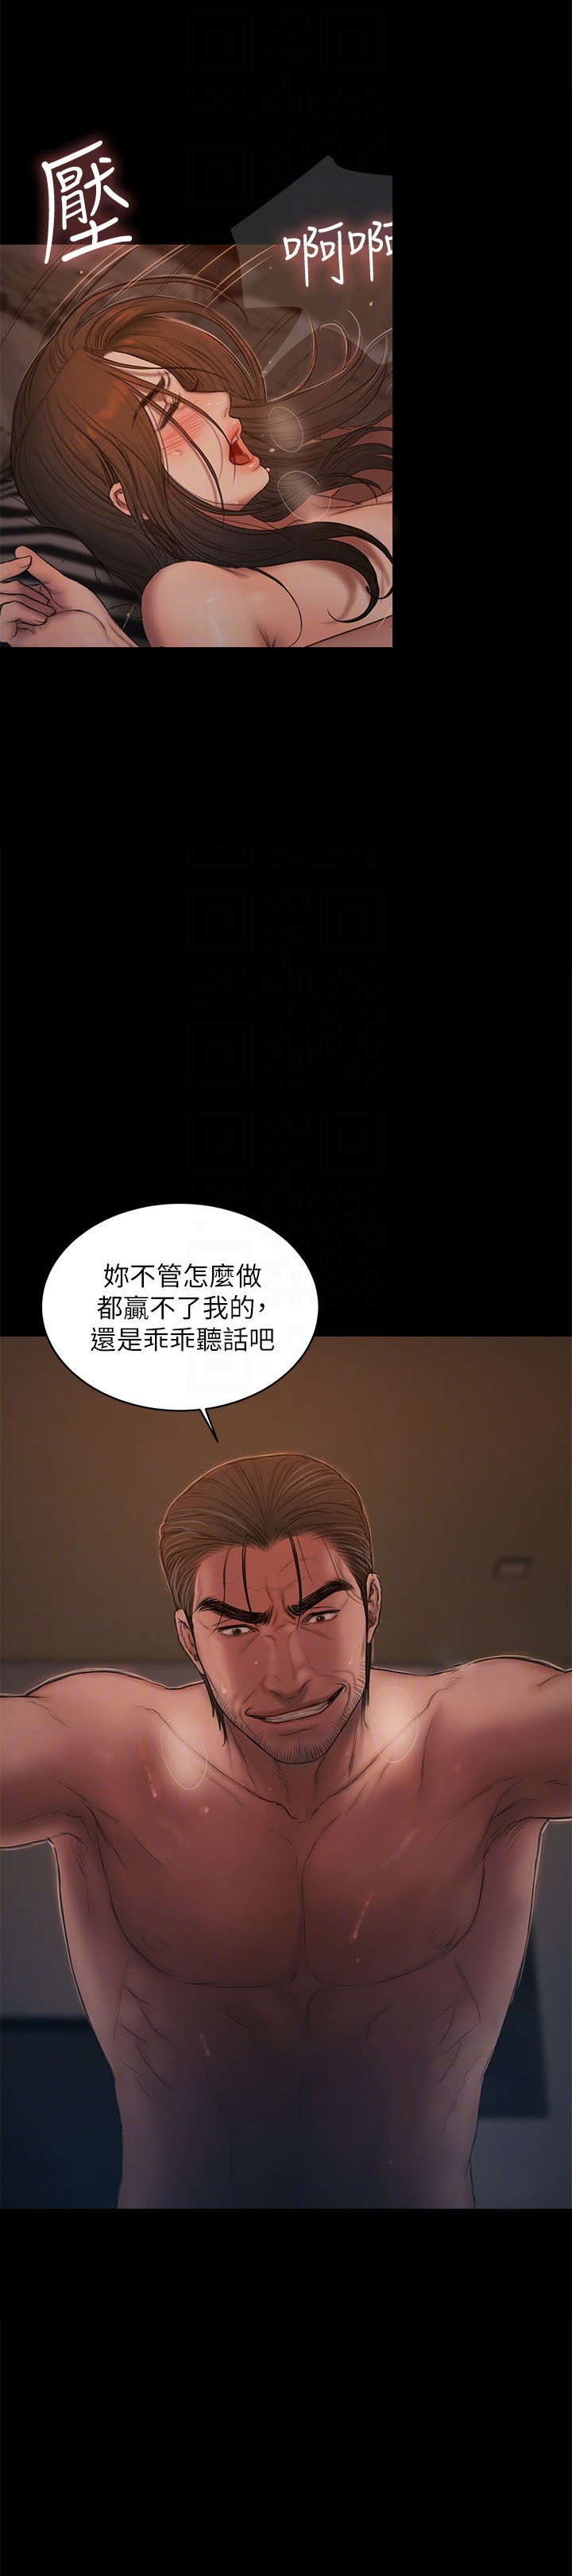 壓
啊啊
妳不管怎麼做
都贏不了我的，
還是乖乖聽話吧